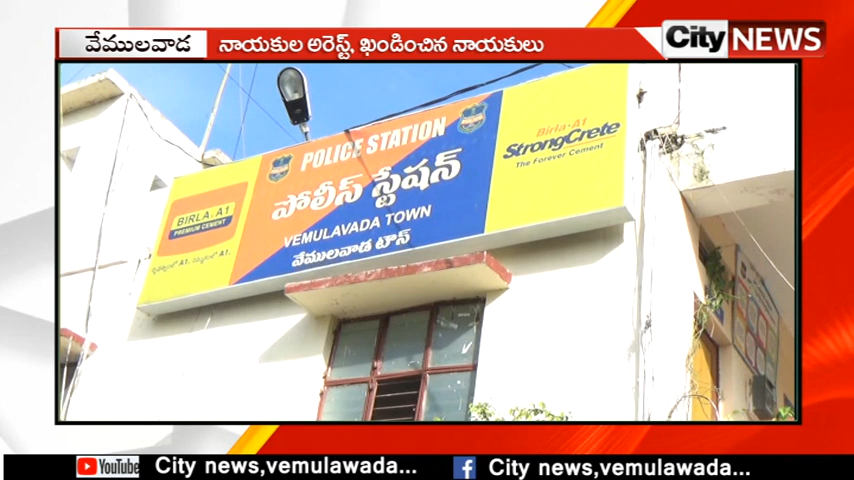 వేములవాడ
నాయకుల అరెస్ట్, ఖండించిన నాయకులు
City NEWS
POLICE STATION
పోలీస్ స్టేషన్
VEMULAVADA TOWN
వేములవాడ టౌన్
BIRLA A1
PREMIUM CEMENT
Birla A1
StrongCrete
The Forever Cement
YouTube City news,vemulawada...
City news,vemulawada...